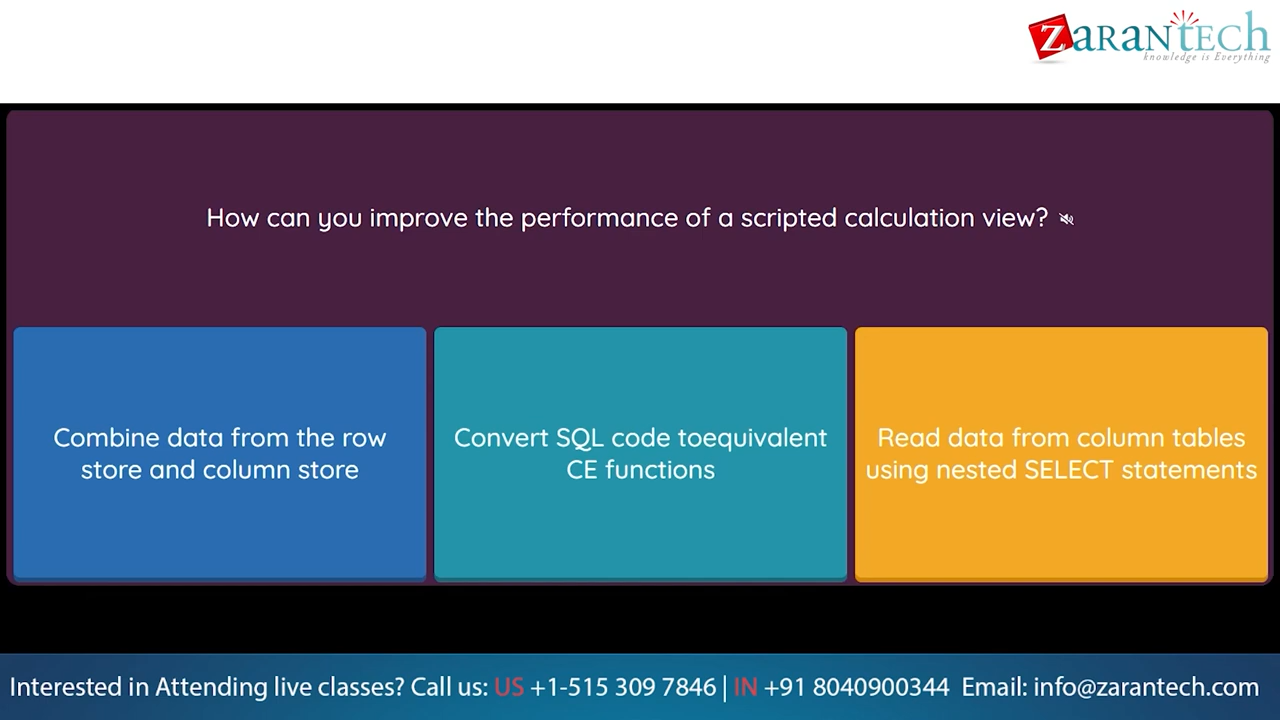 ZARANTECH
knowledge is Everything
How can you improve the performance of a scripted calculation view?
Combine data from the row
store and column store
Convert SQL code toequivalent
CE functions
Read data from column tables
using nested SELECT statements
Interested in Attending live classes? Call us: US +1-515 309 7846 | IN +91 8040900344 Email: info@zarantech.com